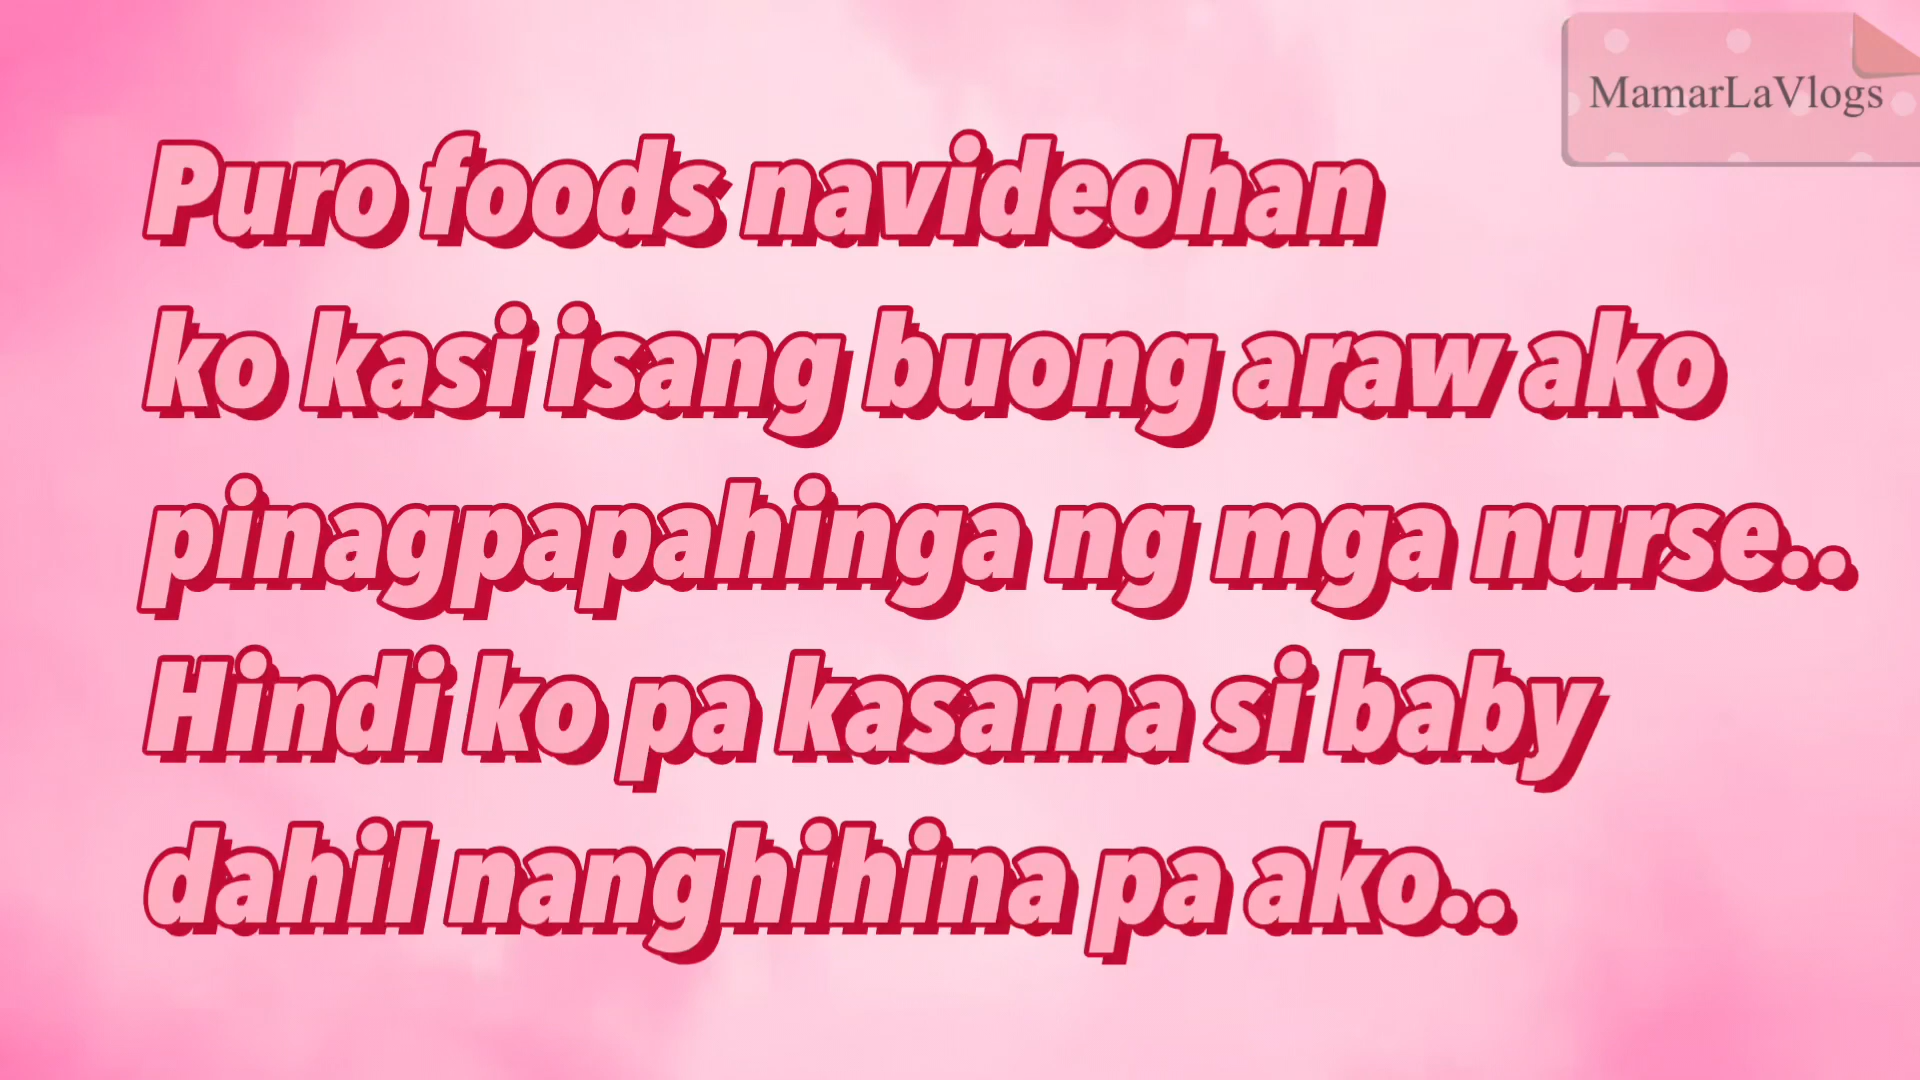 MamarLaVlogs
Puro foods navideohan
ko kasi isang buong araw ako
pinagpapahinga ng mga nurse..
Hindi ko pa kasama si baby
dahil nanghihina pa ako..